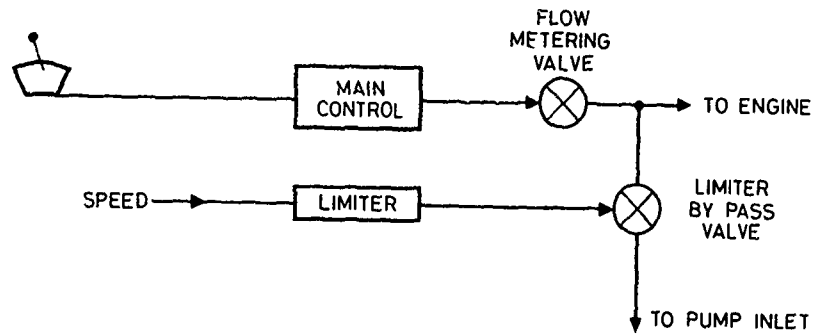 FLOW
METERING
VALVE
MAIN
CONTROL
TO ENGINE
SPEED
LIMITER
LIMITER
BY PASS
VALVE
TO PUMP INLET